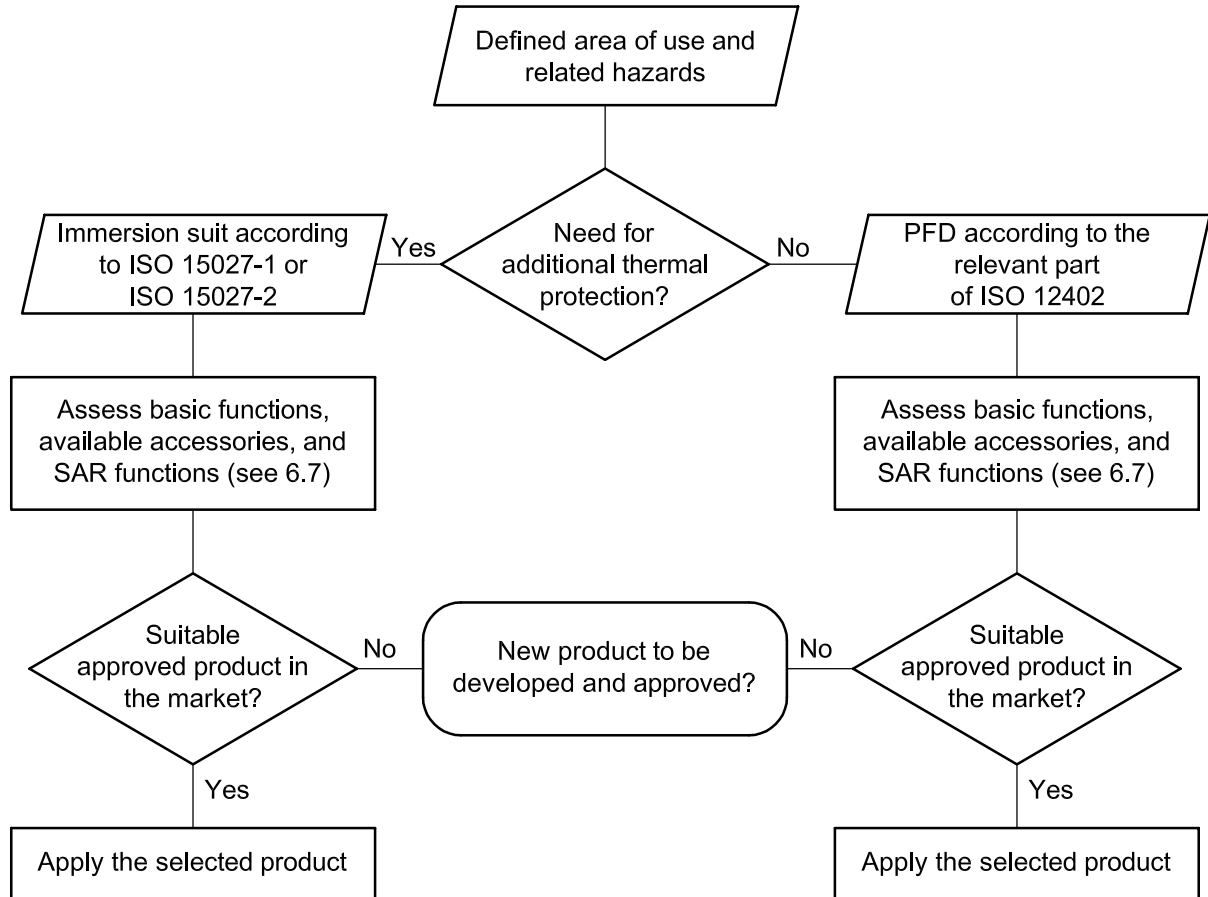 Defined area of use and
related hazards
Immersion suit according
to ISO 15027-1 or
ISO 15027-2
Yes
Need for
additional thermal
protection?
No
PFD according to the
relevant part
of ISO 12402
Assess basic functions,
available accessories, and
SAR functions (see 6.7)
Assess basic functions,
available accessories, and
SAR functions (see 6.7)
Suitable
approved product in
the market?
No
New product to be
developed and approved?
No
Suitable
approved product in
the market?
Yes
Yes
Apply the selected product
Apply the selected product